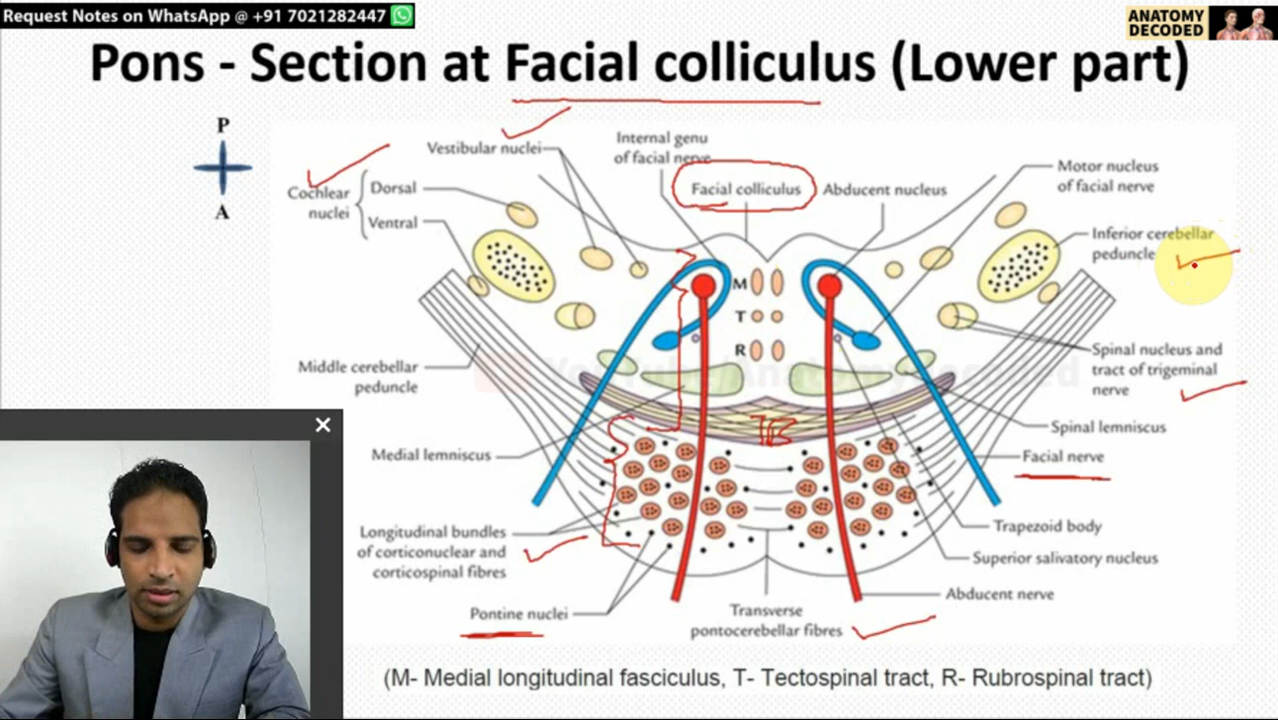 Request Notes on WhatsApp @ +91 7021282447
ANATOMY
DECODED
Pons - Section at Facial colliculus (Lower part)
P
A
Vestibular nuclei
Internal genu
of facial nerve
Facial colliculus
Abducent nucleus
Motor nucleus
of facial nerve
Cochlear
nuclei
Dorsal
Ventral
Inferior cerebellar
peduncle
M
T
R
Middle cerebellar
peduncle
Spinal nucleus and
tract of trigeminal
nerve
YouTube/AnatomyDecoded
TB
Spinal lemniscus
Medial lemniscus
Facial nerve
Longitudinal bundles
of corticonuclear and
corticospinal fibres
Trapezoid body
Superior salivatory nucleus
Abducent nerve
Pontine nuclei
Transverse
pontocerebellar fibres
(M- Medial longitudinal fasciculus, T- Tectospinal tract, R- Rubrospinal tract)